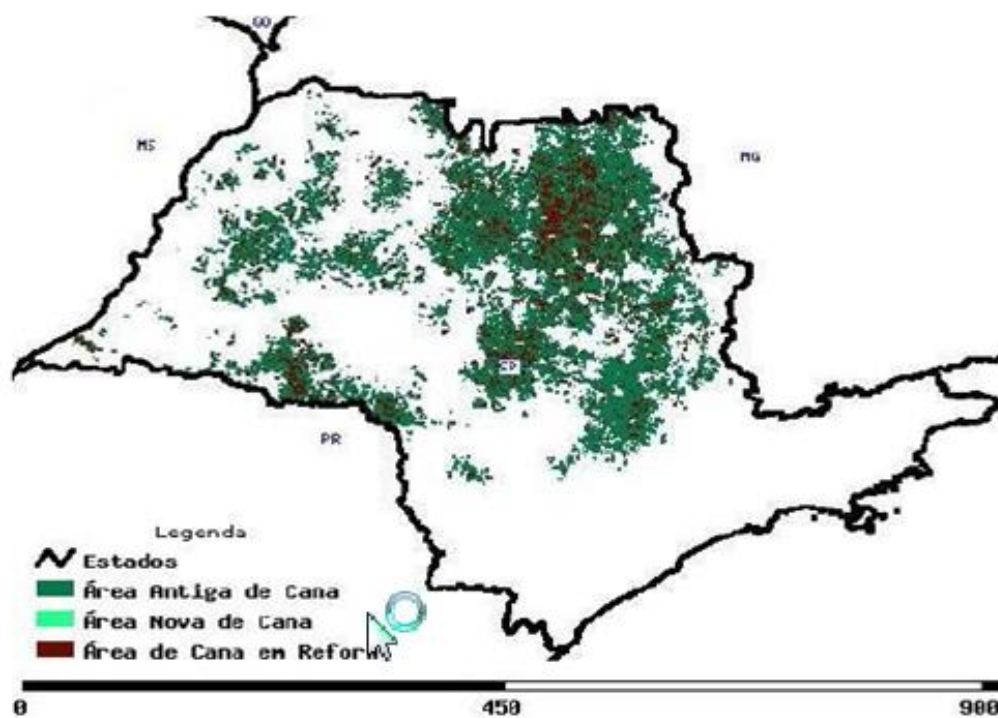 GO
MS
MG
SP
PR
Legenda
Estados
Área Antiga de Cana
Área Nova de Cana
Área de Cana em Reform
0 450 900